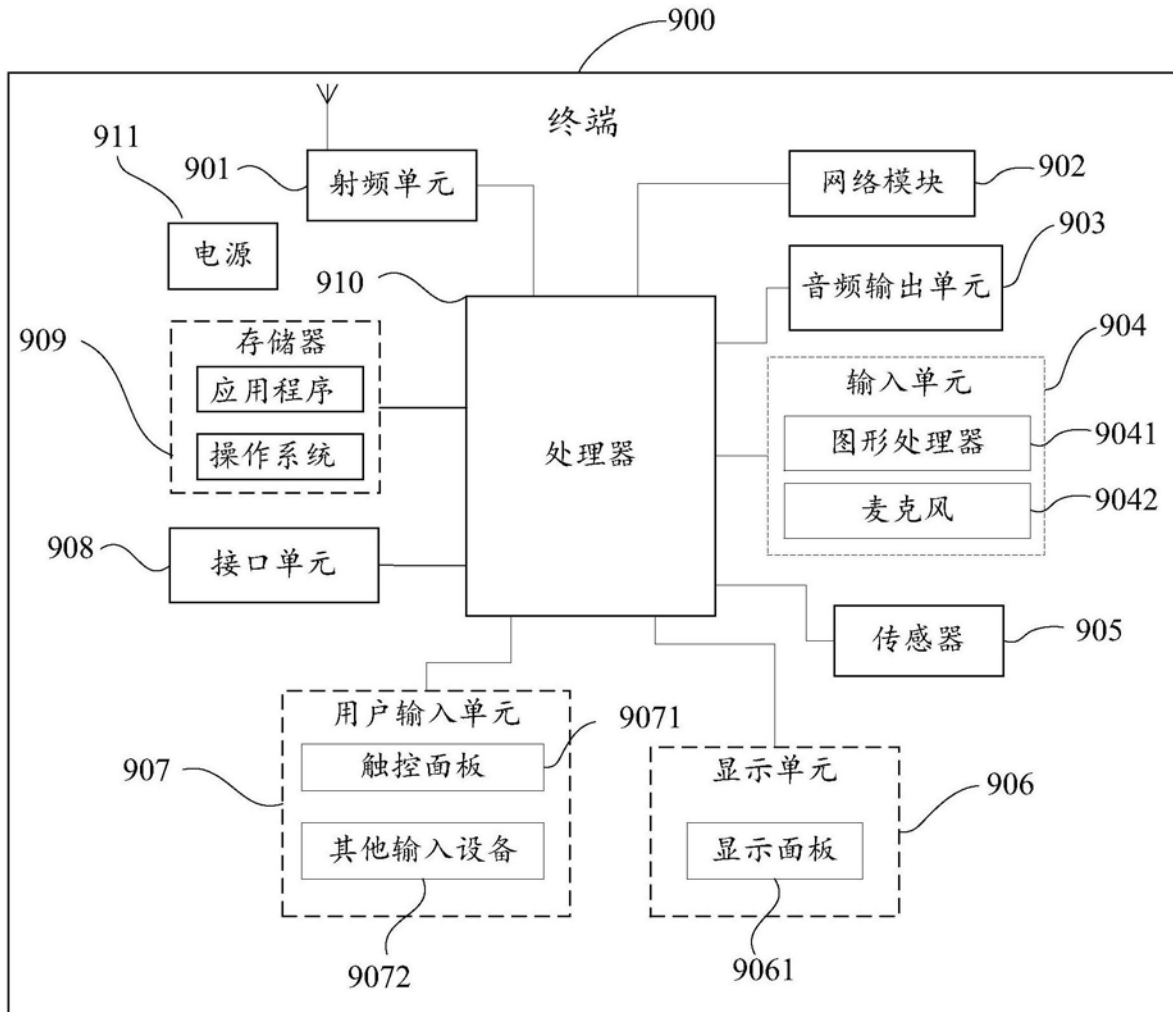 900
终端
911
901
射频单元
网络模块
902
903
电源
910
音频输出单元
904
909
存储器
应用程序
操作系统
处理器
输入单元
图形处理器
9041
麦克风
9042
908
接口单元
传感器
905
用户输入单元
9071
907
触控面板
其他输入设备
9072
显示单元
906
显示面板
9061